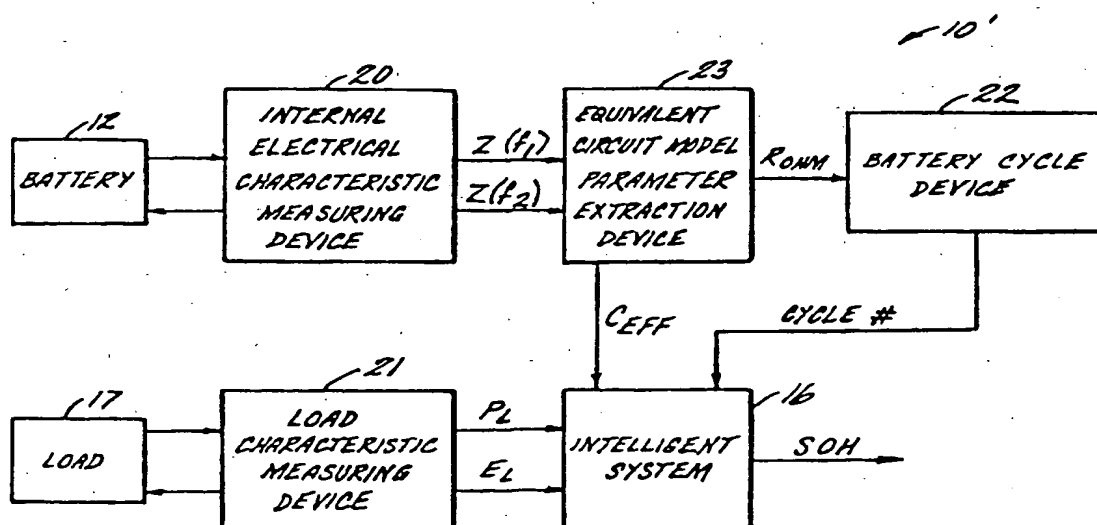 10'
12
BATTERY
20
INTERNAL
ELECTRICAL
CHARACTERISTIC
MEASURING
DEVICE
Z(f1)
Z(f2)
23
EQUIVALENT
CIRCUIT MODEL
PARAMETER
EXTRACTION
DEVICE
ROHM
22
BATTERY CYCLE
DEVICE
CEFF
CYCLE #
17
LOAD
21
LOAD
CHARACTERISTIC
MEASURING
DEVICE
PL
EL
16
INTELLIGENT
SYSTEM
SOH